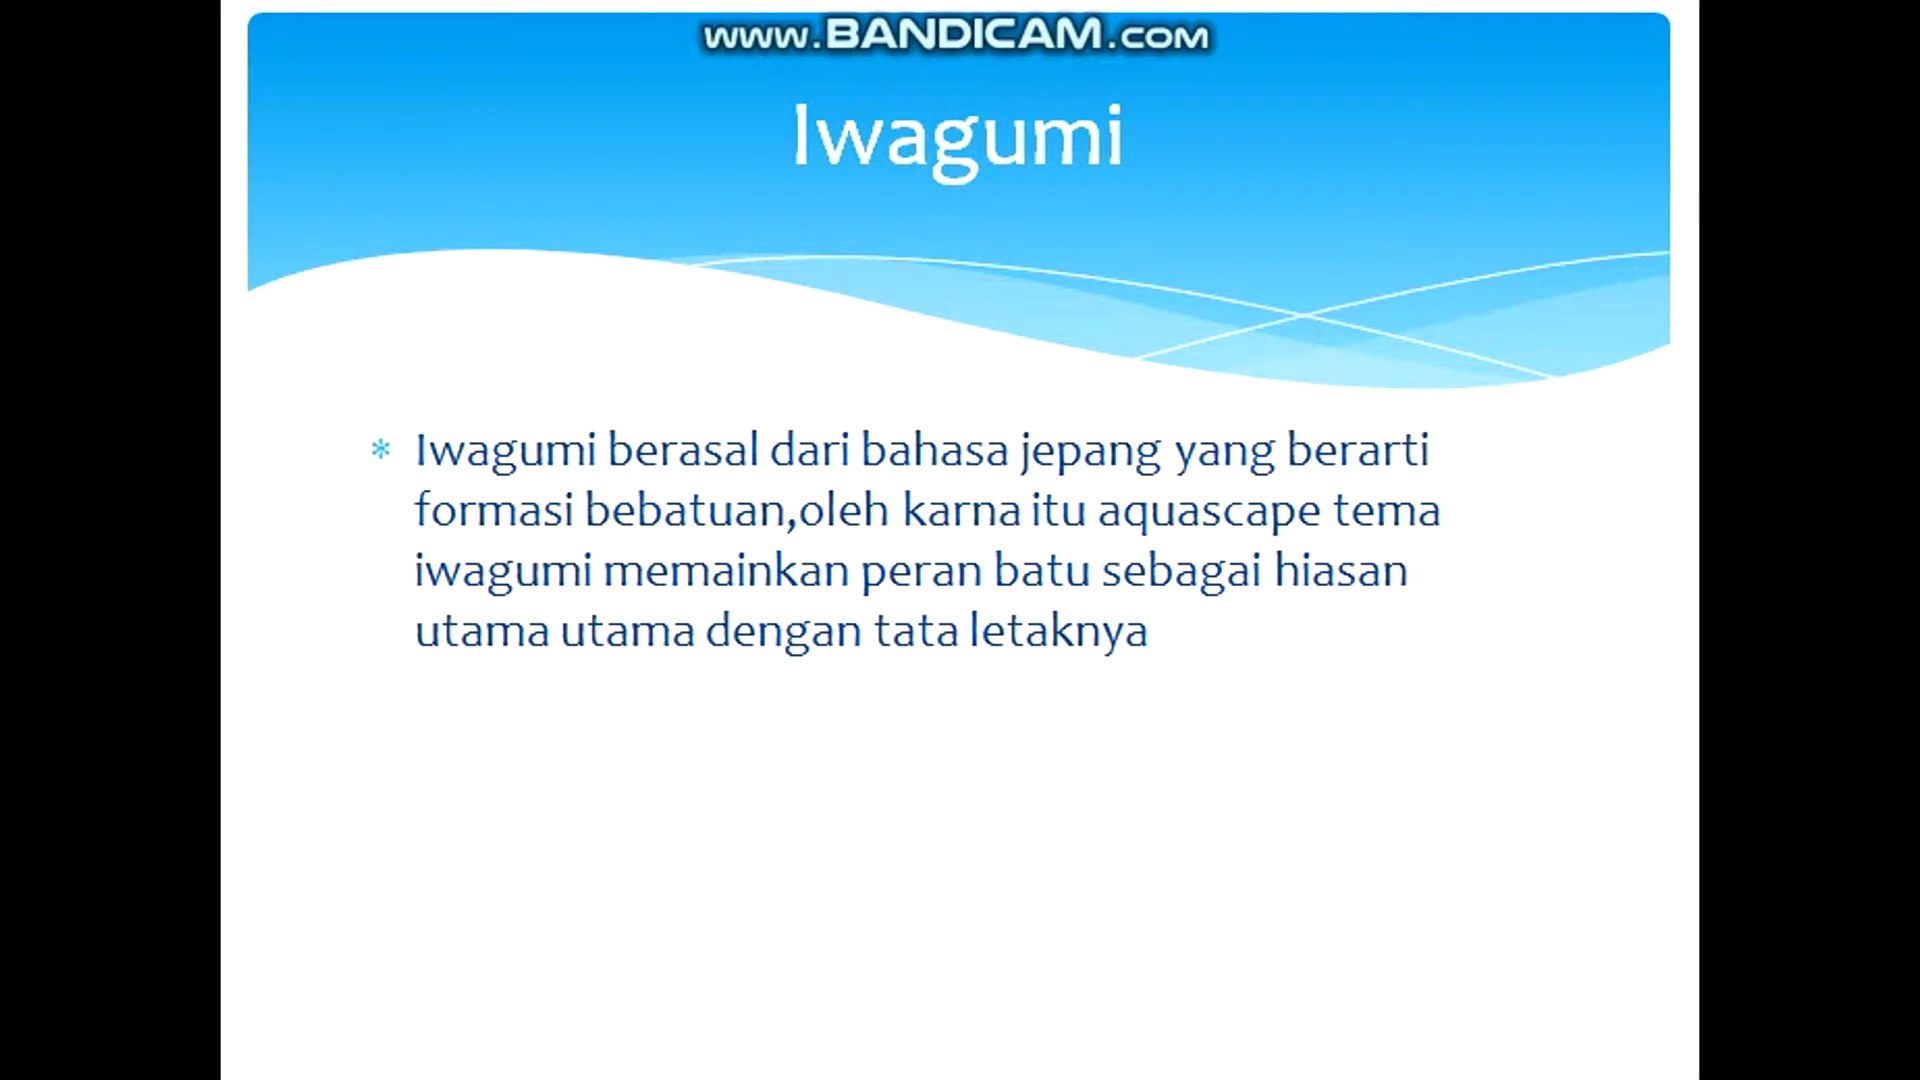 www.BANDICAM.com
Iwagumi
* Iwagumi berasal dari bahasa jepang yang berarti
formasi bebatuan,oleh karna itu aquascape tema
iwagumi memainkan peran batu sebagai hiasan
utama utama dengan tata letaknya